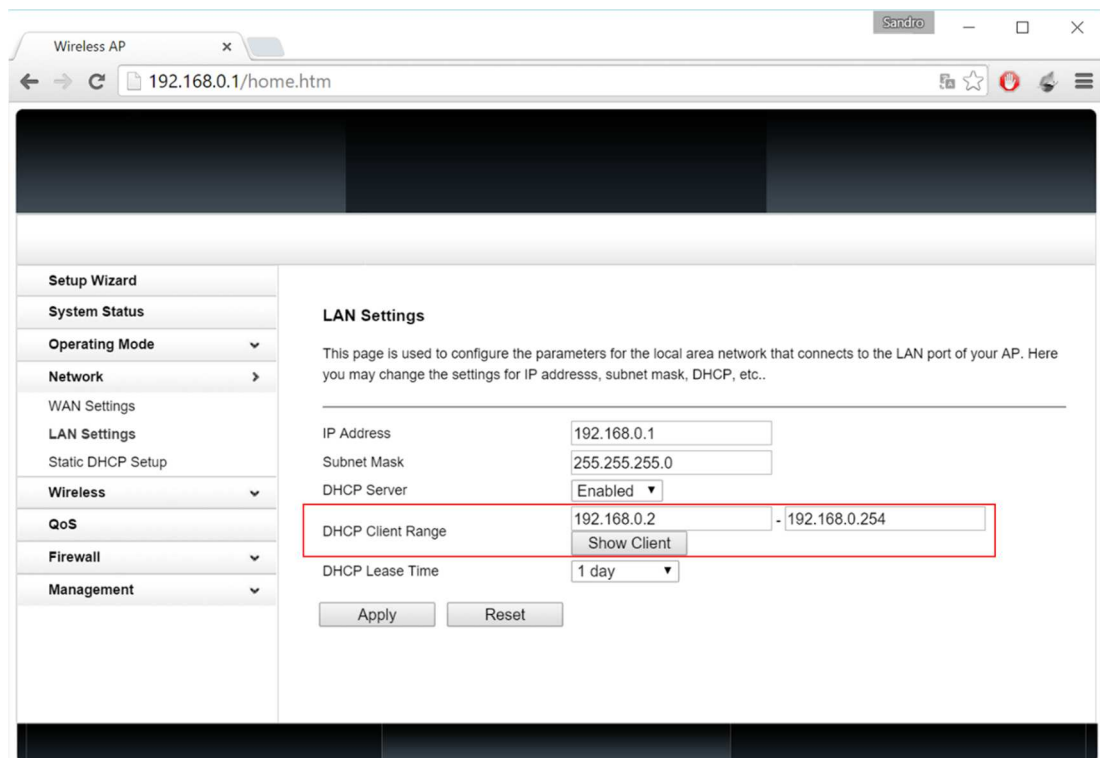 Sandro
Wireless AP
192.168.0.1/home.htm
Setup Wizard
System Status
Operating Mode
Network
WAN Settings
LAN Settings
Static DHCP Setup
Wireless
QoS
Firewall
Management
LAN Settings
This page is used to configure the parameters for the local area network that connects to the LAN port of your AP. Here
you may change the settings for IP addresss, subnet mask, DHCP, etc..
IP Address 192.168.0.1
Subnet Mask 255.255.255.0
DHCP Server Enabled
DHCP Client Range 192.168.0.2 - 192.168.0.254
Show Client
DHCP Lease Time 1 day
Apply Reset